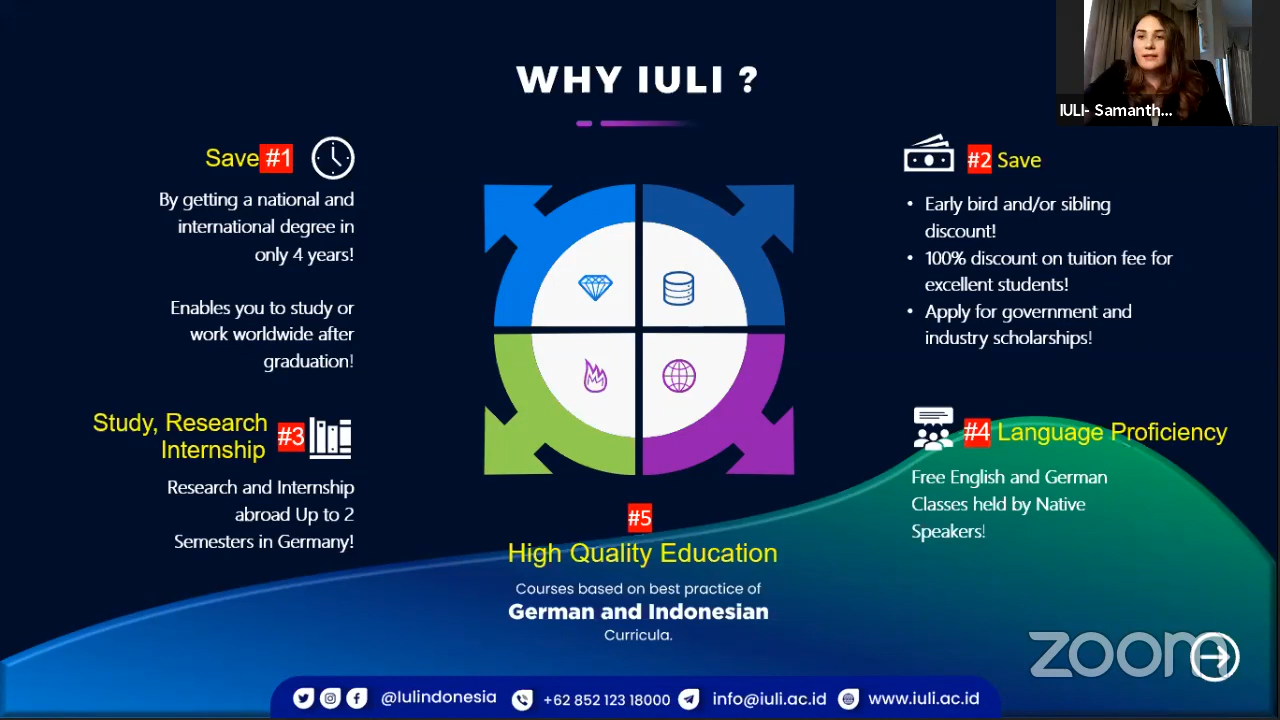 WHY IULI ?
IULI- Samanth...
Save #1
By getting a national and
international degree in
only 4 years!
Enables you to study or
work worldwide after
graduation!
#2 Save
• Early bird and/or sibling
discount!
• 100% discount on tuition fee for
excellent students!
• Apply for government and
industry scholarships!
Study, Research
Internship #3
Research and Internship
abroad Up to 2
Semesters in Germany!
#4 Language Proficiency
Free English and German
Classes held by Native
Speakers!
#5
High Quality Education
Courses based on best practice of
German and Indonesian
Curricula.
zoom
@Iulindonesia +62 852 123 18000 info@iuli.ac.id www.iuli.ac.id